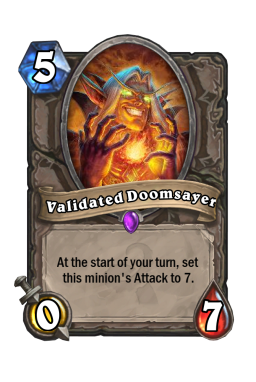 5
Validated Doomsayer
At the start of your turn, set
this minion's Attack to 7.
0
7